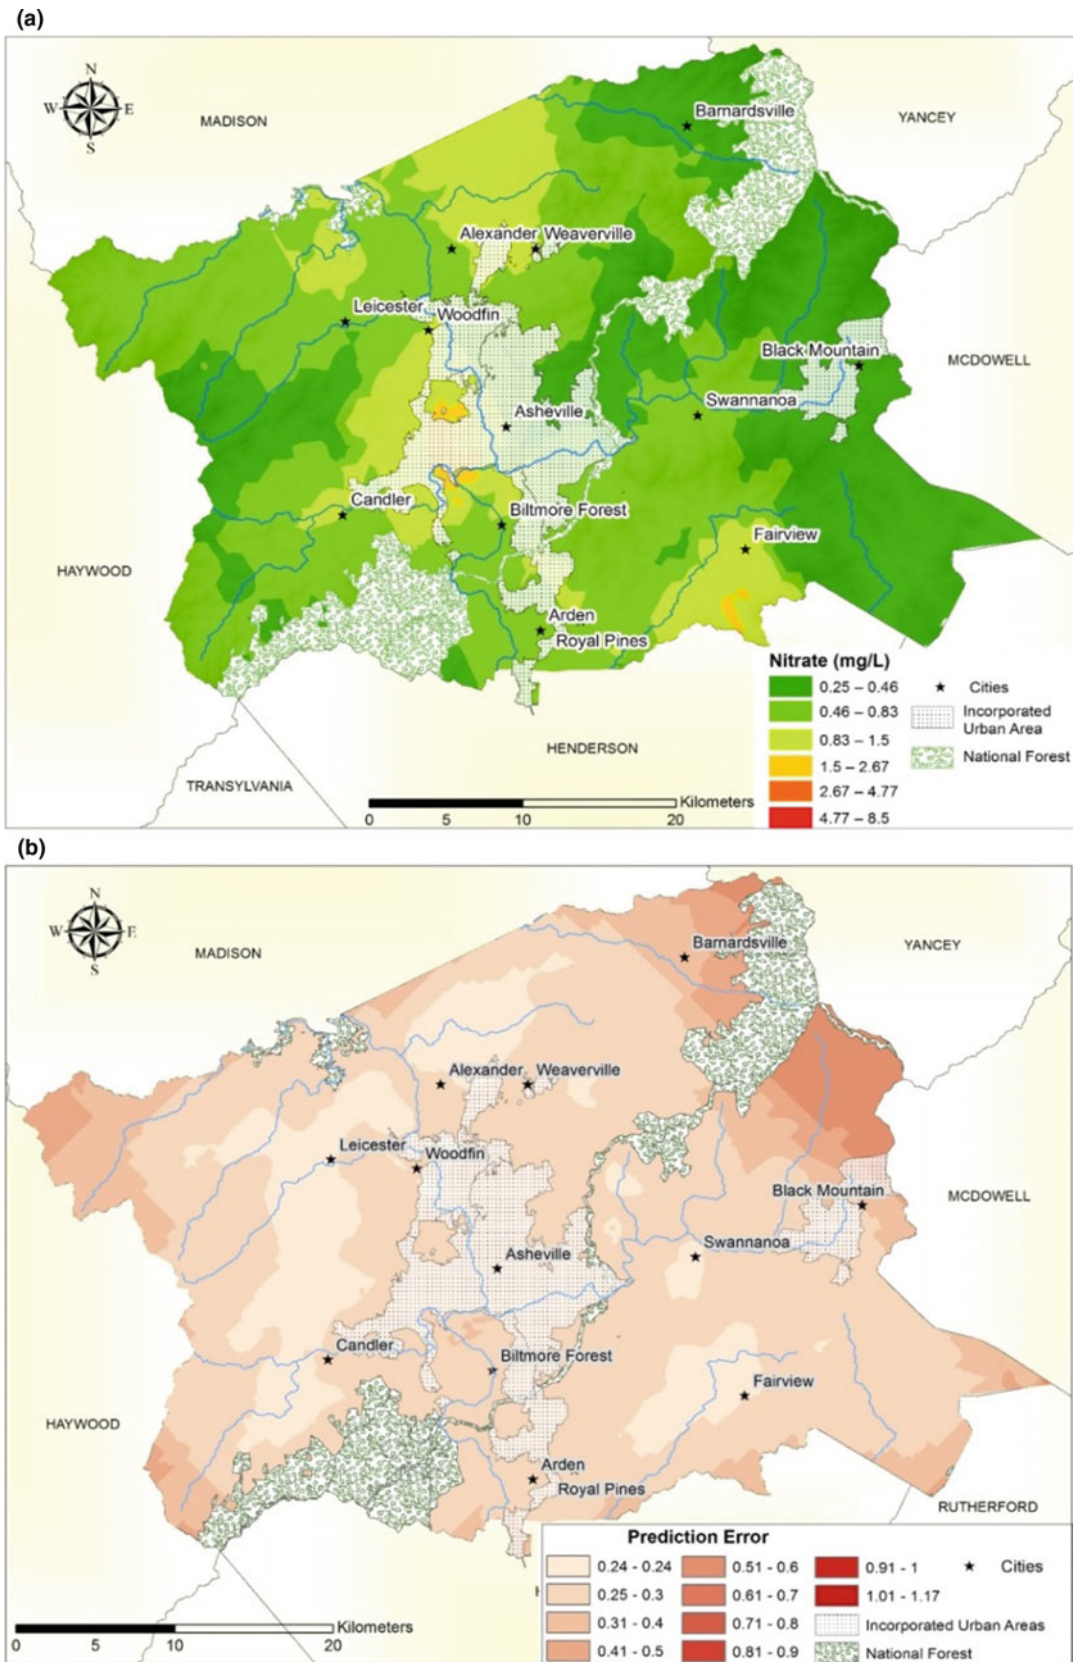 (a)
N
W
E
S
MADISON
YANCEY
Barnardsville
Alexander
Weaverville
Leicester
Woodfin
Black Mountain
MCDOWELL
Swannanoa
Asheville
Candler
Biltmore Forest
Fairview
HAYWOOD
Arden
Royal Pines
HENDERSON
TRANSYLVANIA
Nitrate (mg/L)
0.25 – 0.46
0.46 – 0.83
0.83 – 1.5
1.5 – 2.67
2.67 – 4.77
4.77 – 8.5
Cities
Incorporated
Urban Area
National Forest
Kilometers
0 5 10 20
(b)
N
W
E
S
MADISON
YANCEY
Barnardsville
Alexander
Weaverville
Leicester
Woodfin
Black Mountain
MCDOWELL
Swannanoa
Asheville
Candler
Biltmore Forest
Fairview
HAYWOOD
Arden
Royal Pines
RUTHERFORD
Prediction Error
0.24 - 0.24
0.25 - 0.3
0.31 - 0.4
0.41 - 0.5
0.51 - 0.6
0.61 - 0.7
0.71 - 0.8
0.81 - 0.9
0.91 - 1
1.01 - 1.17
Cities
Incorporated Urban Areas
National Forest
Kilometers
0 5 10 20